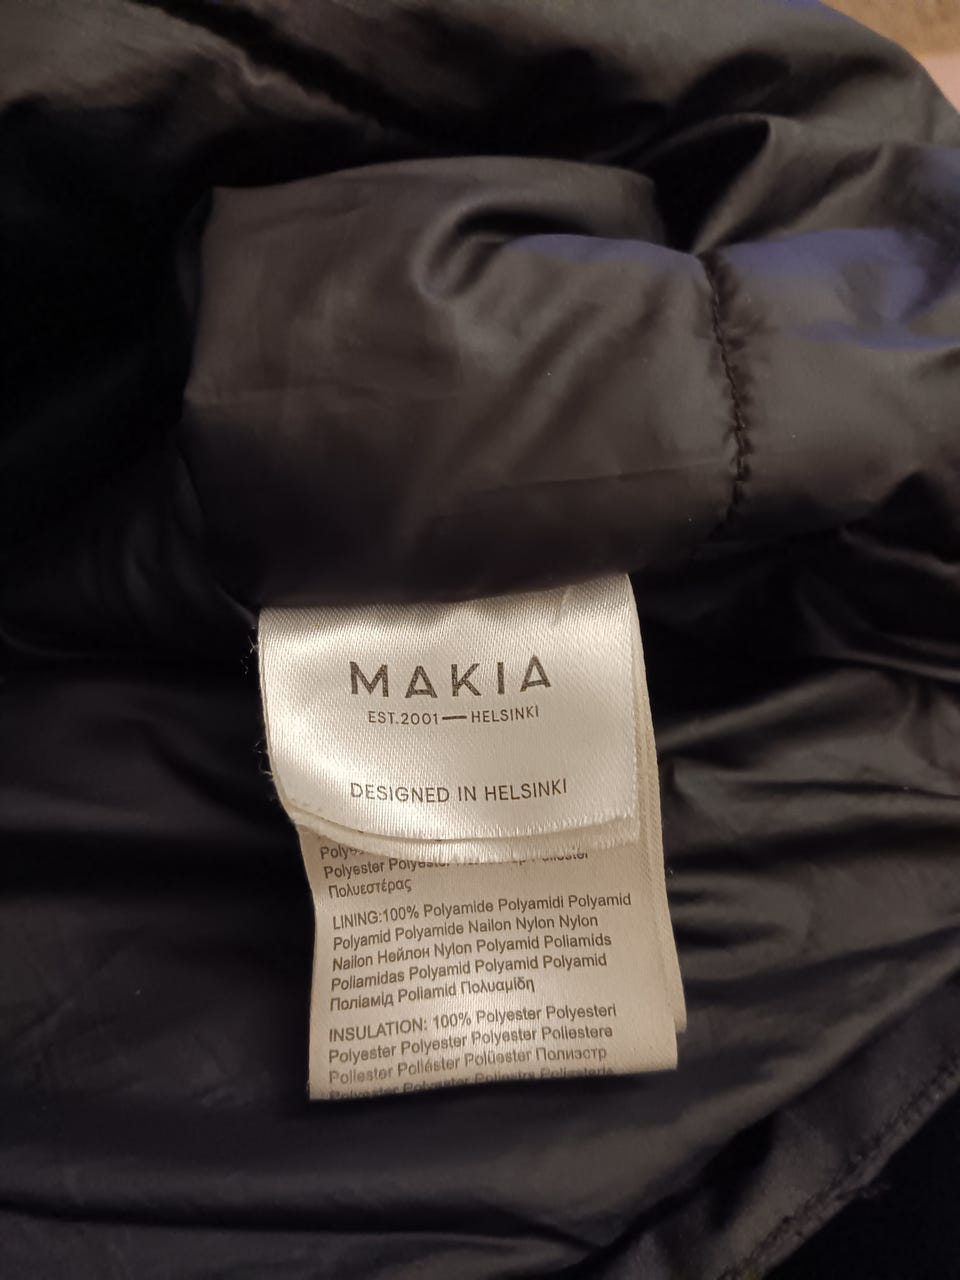 MAKIA
EST.2001—HELSINKI
DESIGNED IN HELSINKI
Polyester
Πολυεστέρας
LINING:100% Polyamide Polyamidi Polyamid
Polyamid Polyamide Nailon Nylon Nylon
Nailon Нейлон Nylon Polyamid Poliamids
Poliamidas Polyamid Polyamid Polyamid
Поліамід Poliamid Πολυαμίδη
INSULATION: 100% Polyester Polyesteri
Polyester Polyester Polyester Poliestere
Poliester Poliéster Polüester Полиэстр